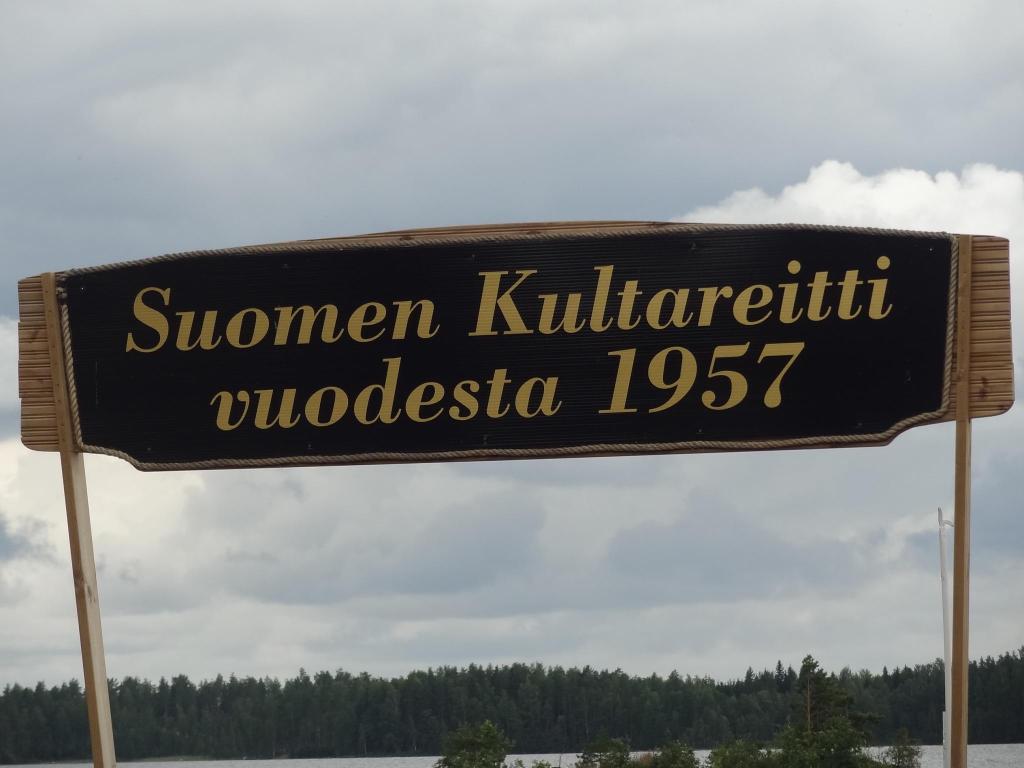 Suomen Kultareitti
vuodesta 1957